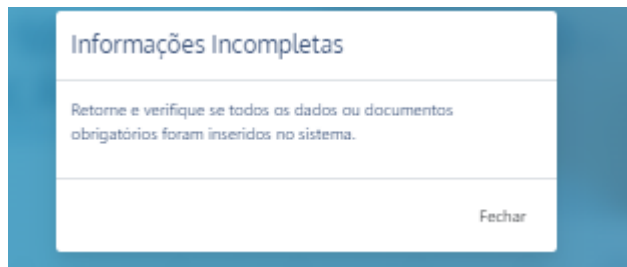 Informações Incompletas
Retorne e verifique se todos os dados ou documentos
obrigatórios foram inseridos no sistema.
Fechar